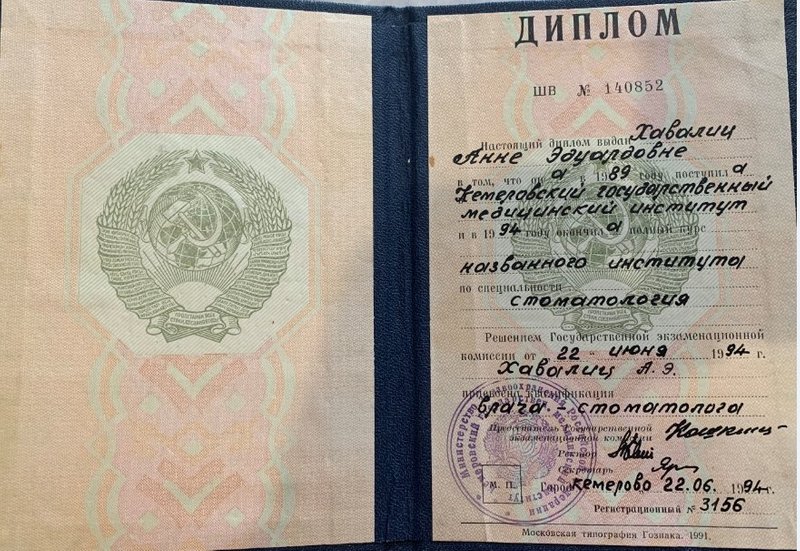 ДИПЛОМ
ШВ № 140852
Настоящий диплом выдан Хавалиц
Анне Эдуардовне
в том, что он а в 1989 году поступил а
Кемеровский государственный
медицинский институт
и в 1994 году окончил а полный курс
названного института
по специальности
стоматология
Решением Государственной экзаменационной
комиссии от 22 июня 1994 г.
Хавалиц А. Э.
присвоена квалификация
врача стоматолога
Председатель Государственной
экзаменационной комиссии
Ректор
Секретарь
М. П.
Город Кемерово 22.06. 1994 г.
Регистрационный № 3156
Московская типография Гознака. 1991.